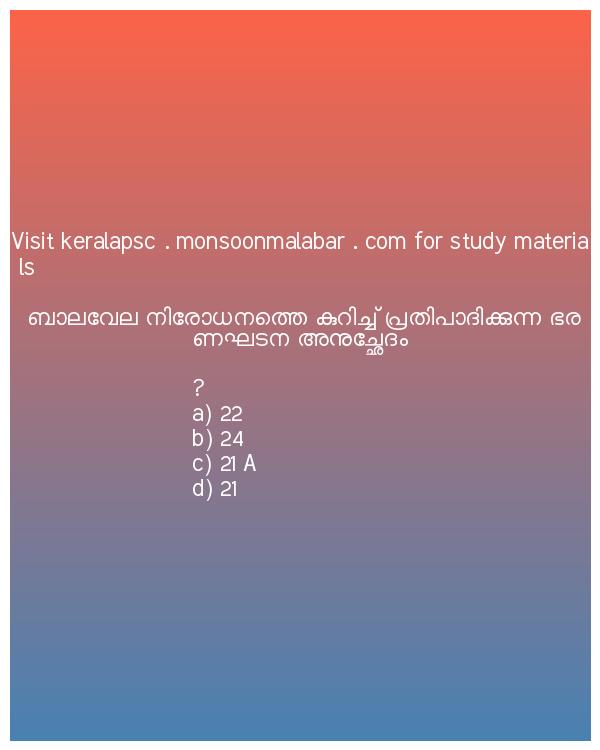 Visit keralapsc . monsoonmalabar . com for study materia
ls
ബാലവേല നിരോധനത്തെ കുറിച്ച് പ്രതിപാദിക്കുന്ന ഭര
ണഘടന അനുച്ഛേദം
?
a) 22
b) 24
c) 21 A
d) 21